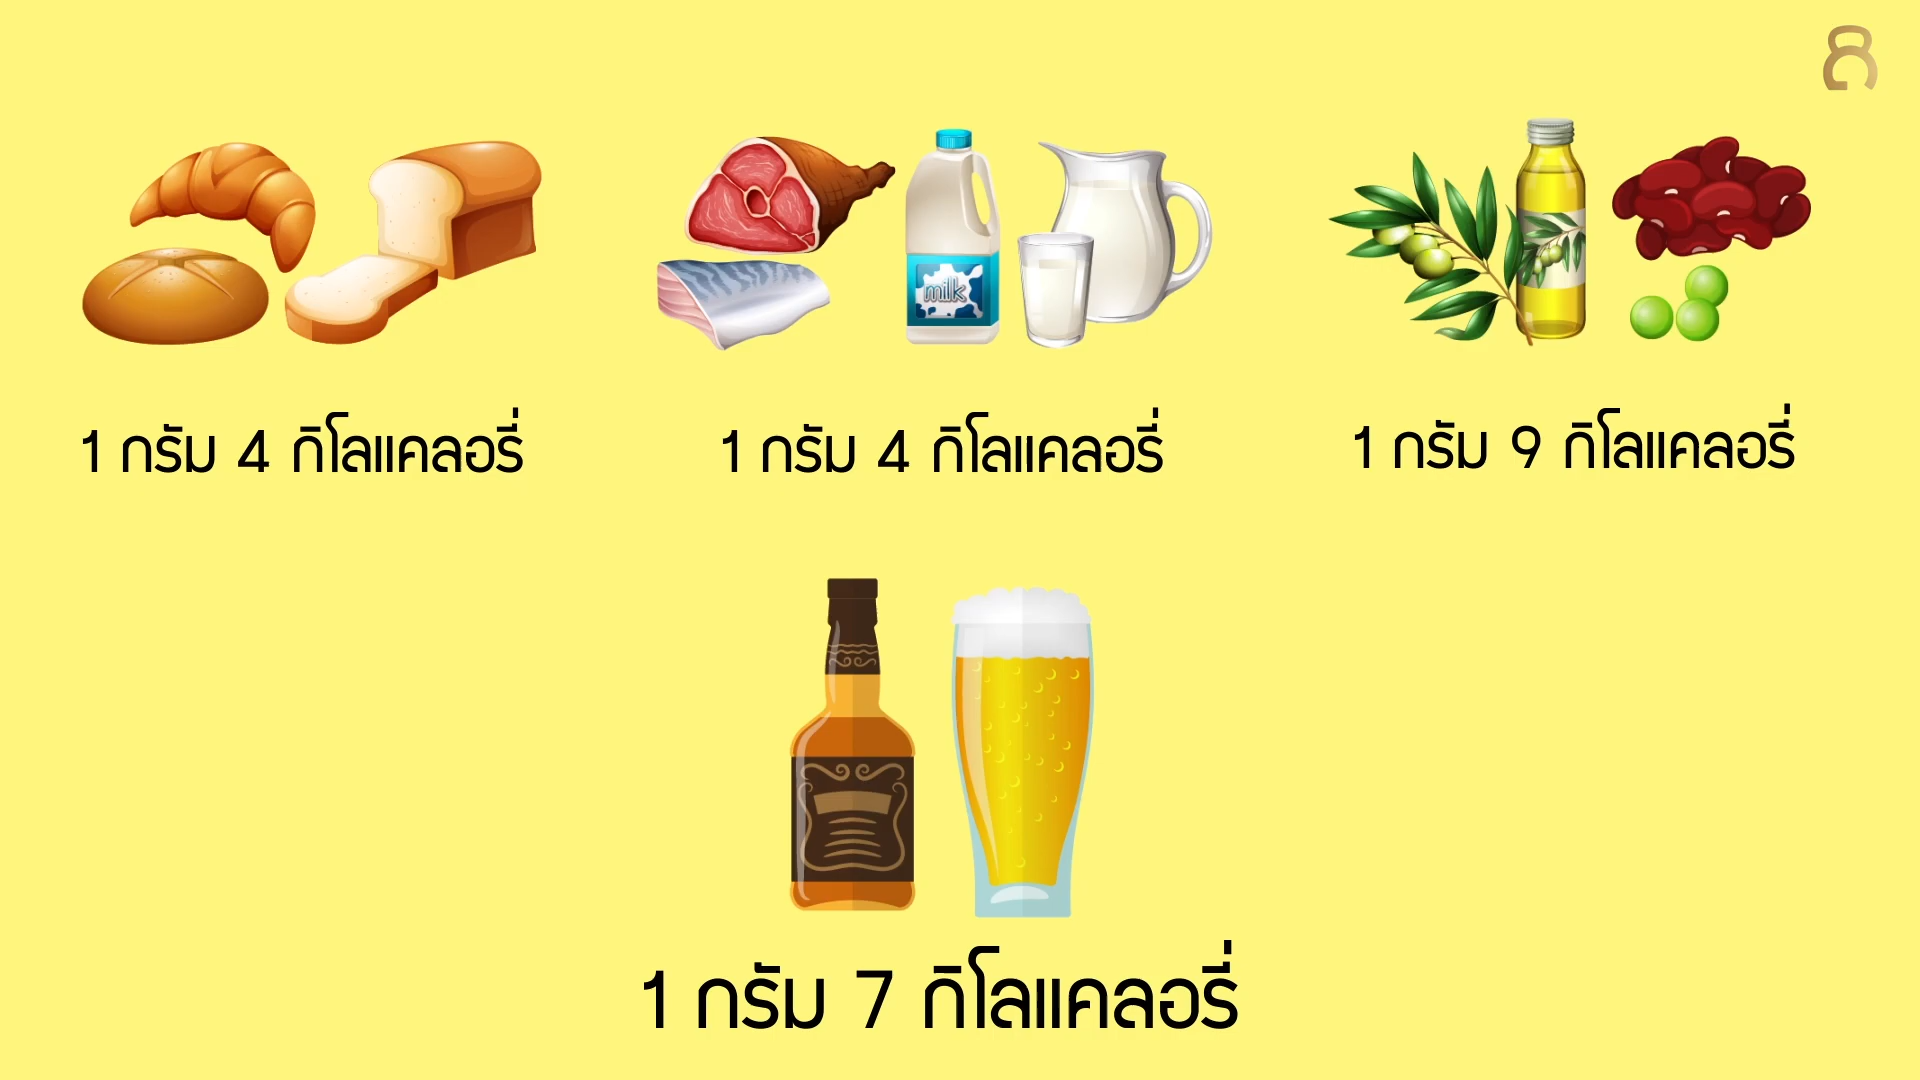 milk
1 กรัม 4 กิโลแคลอรี่
1 กรัม 4 กิโลแคลอรี่
1 กรัม 9 กิโลแคลอรี่
1 กรัม 7 กิโลแคลอรี่